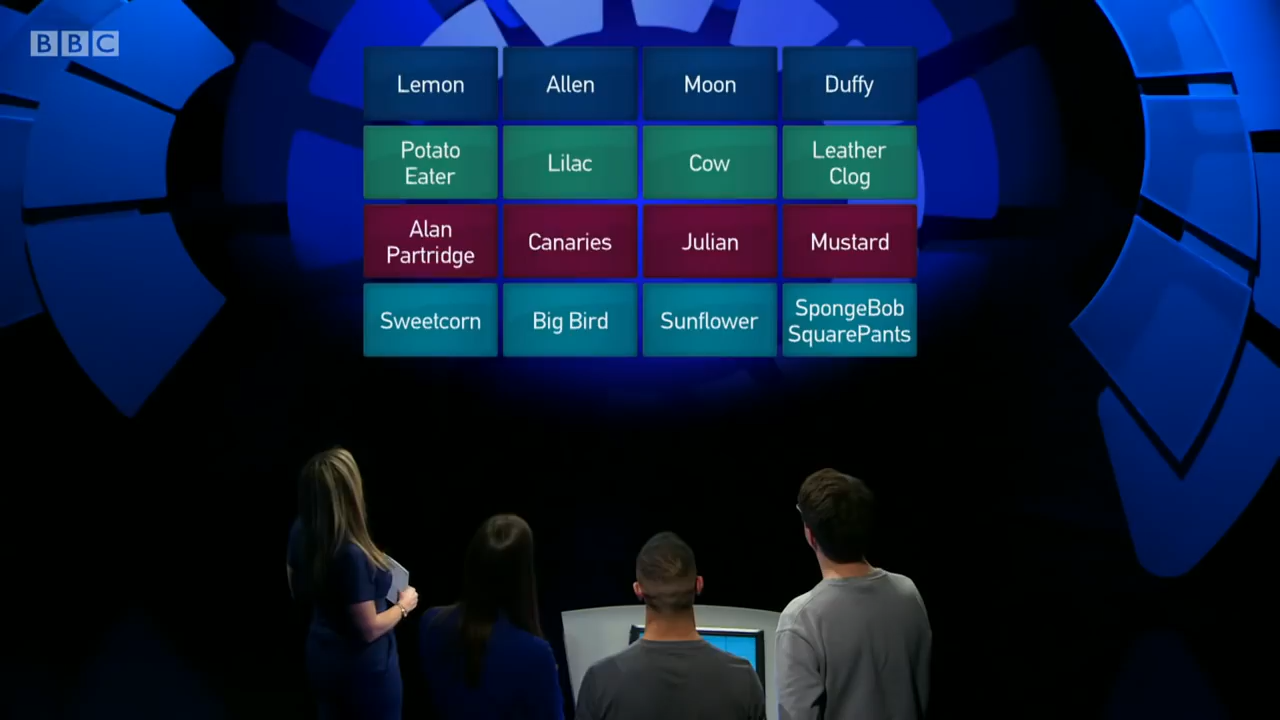 BBC
Lemon
Allen
Moon
Duffy
Potato
Eater
Lilac
Cow
Leather
Clog
Alan
Partridge
Canaries
Julian
Mustard
Sweetcorn
Big Bird
Sunflower
SpongeBob
SquarePants